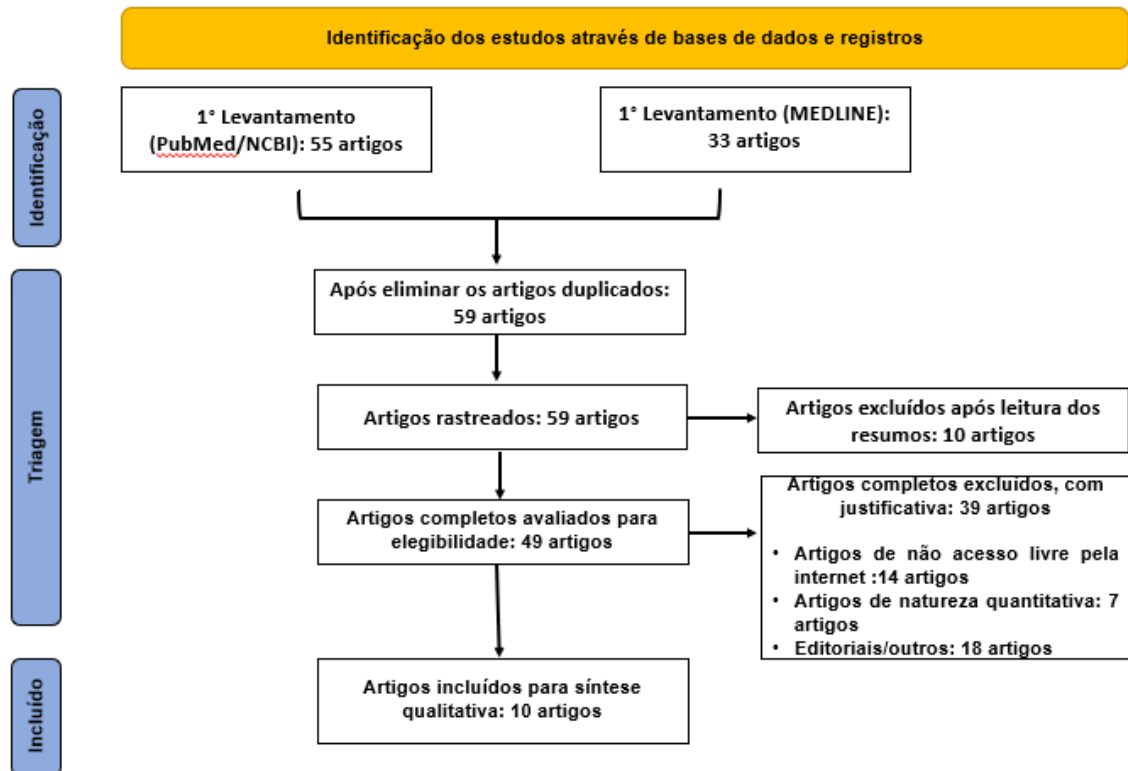 Identificação dos estudos através de bases de dados e registros
Identificação
1° Levantamento
(PubMed/NCBI): 55 artigos
1° Levantamento (MEDLINE):
33 artigos
Triagem
Após eliminar os artigos duplicados:
59 artigos
Artigos rastreados: 59 artigos
Artigos excluídos após leitura dos
resumos: 10 artigos
Artigos completos avaliados para
elegibilidade: 49 artigos
Artigos completos excluídos, com
justificativa: 39 artigos
• Artigos de não acesso livre pela
internet :14 artigos
• Artigos de natureza quantitativa: 7
artigos
• Editoriais/outros: 18 artigos
Incluído
Artigos incluídos para síntese
qualitativa: 10 artigos